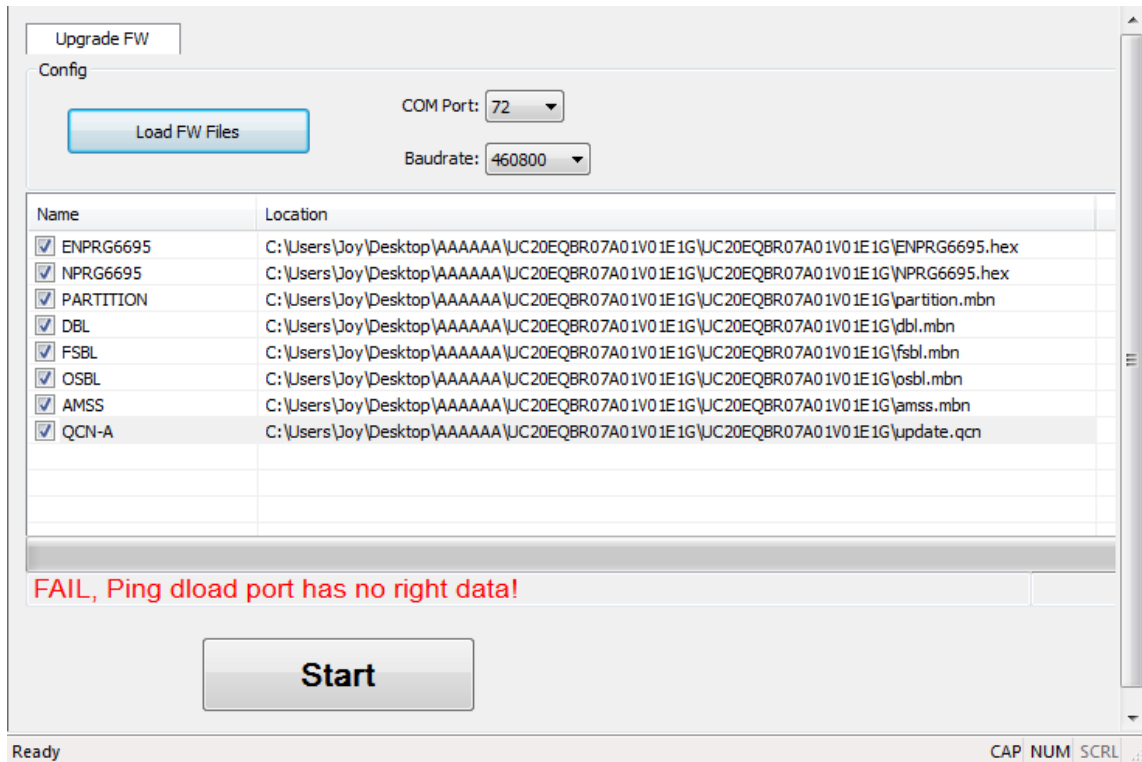 Upgrade FW
Config
Load FW Files
COM Port: 72
Baudrate: 460800
Name Location
ENPRG6695 C:\Users\Joy\Desktop\AAAAAA\UC20EQBR07A01V01E1G\UC20EQBR07A01V01E1G\ENPRG6695.hex
NPRG6695 C:\Users\Joy\Desktop\AAAAAA\UC20EQBR07A01V01E1G\UC20EQBR07A01V01E1G\NPRG6695.hex
PARTITION C:\Users\Joy\Desktop\AAAAAA\UC20EQBR07A01V01E1G\UC20EQBR07A01V01E1G\partition.mbn
DBL C:\Users\Joy\Desktop\AAAAAA\UC20EQBR07A01V01E1G\UC20EQBR07A01V01E1G\dbl.mbn
FSBL C:\Users\Joy\Desktop\AAAAAA\UC20EQBR07A01V01E1G\UC20EQBR07A01V01E1G\fsbl.mbn
OSBL C:\Users\Joy\Desktop\AAAAAA\UC20EQBR07A01V01E1G\UC20EQBR07A01V01E1G\osbl.mbn
AMSS C:\Users\Joy\Desktop\AAAAAA\UC20EQBR07A01V01E1G\UC20EQBR07A01V01E1G\amss.mbn
QCN-A C:\Users\Joy\Desktop\AAAAAA\UC20EQBR07A01V01E1G\UC20EQBR07A01V01E1G\update.qcn
FAIL, Ping dload port has no right data!
Start
Ready CAP NUM SCRL